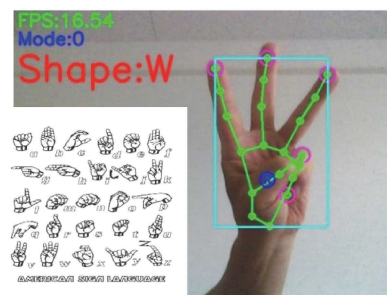 FPS:16.54
Mode:0
Shape:W
a b c d e f
g h i j k
l m n o p
q r s t u
v w x y z
AMERICAN SIGN LANGUAGE